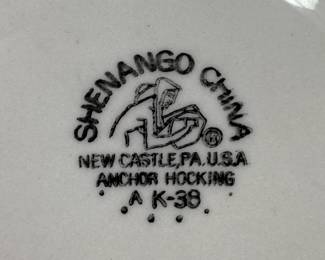 SHENANGO CHINA
®
NEW CASTLE, PA. U.S.A
ANCHOR HOCKING
A K-38